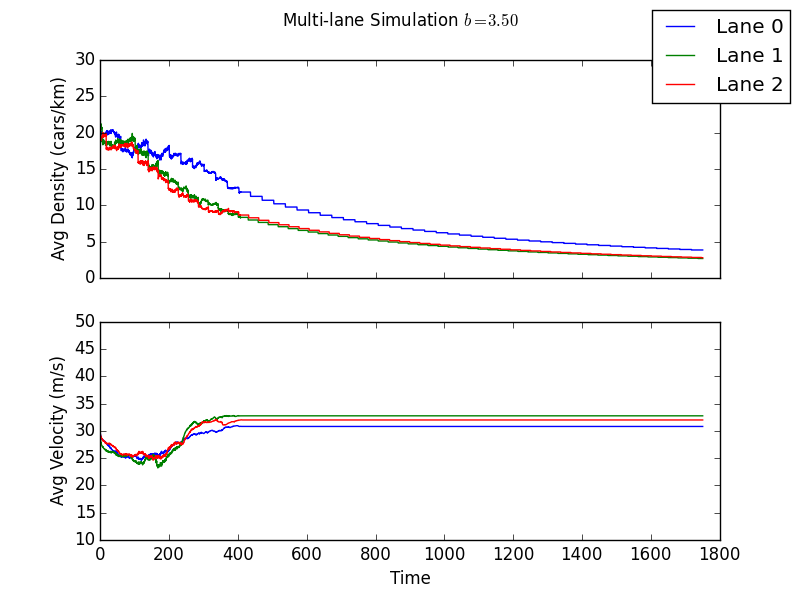 Multi-lane Simulation b = 3.50
Lane 0
Lane 1
Lane 2
30
25
20
15
10
5
0
Avg Density (cars/km)
50
45
40
35
30
25
20
15
10
Avg Velocity (m/s)
0 200 400 600 800 1000 1200 1400 1600 1800
Time